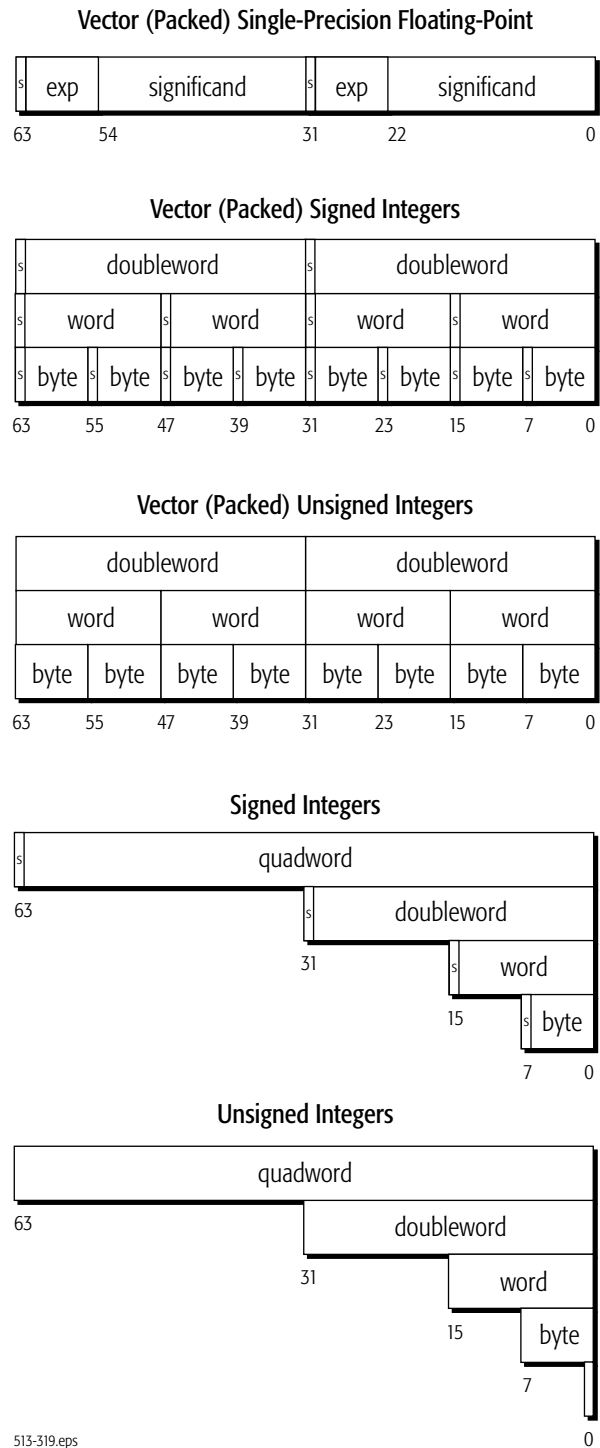 Vector (Packed) Single-Precision Floating-Point
s exp significand s exp significand
63 54 31 22 0
Vector (Packed) Signed Integers
s doubleword s doubleword
s word s word s word s word
s byte s byte s byte s byte s byte s byte s byte s byte
63 55 47 39 31 23 15 7 0
Vector (Packed) Unsigned Integers
doubleword doubleword
word word word word
byte byte byte byte byte byte byte byte
63 55 47 39 31 23 15 7 0
Signed Integers
s quadword
63 s doubleword
31 s word
15 s byte
7 0
Unsigned Integers
quadword
63 doubleword
31 word
15 byte
7
513-319.eps 0